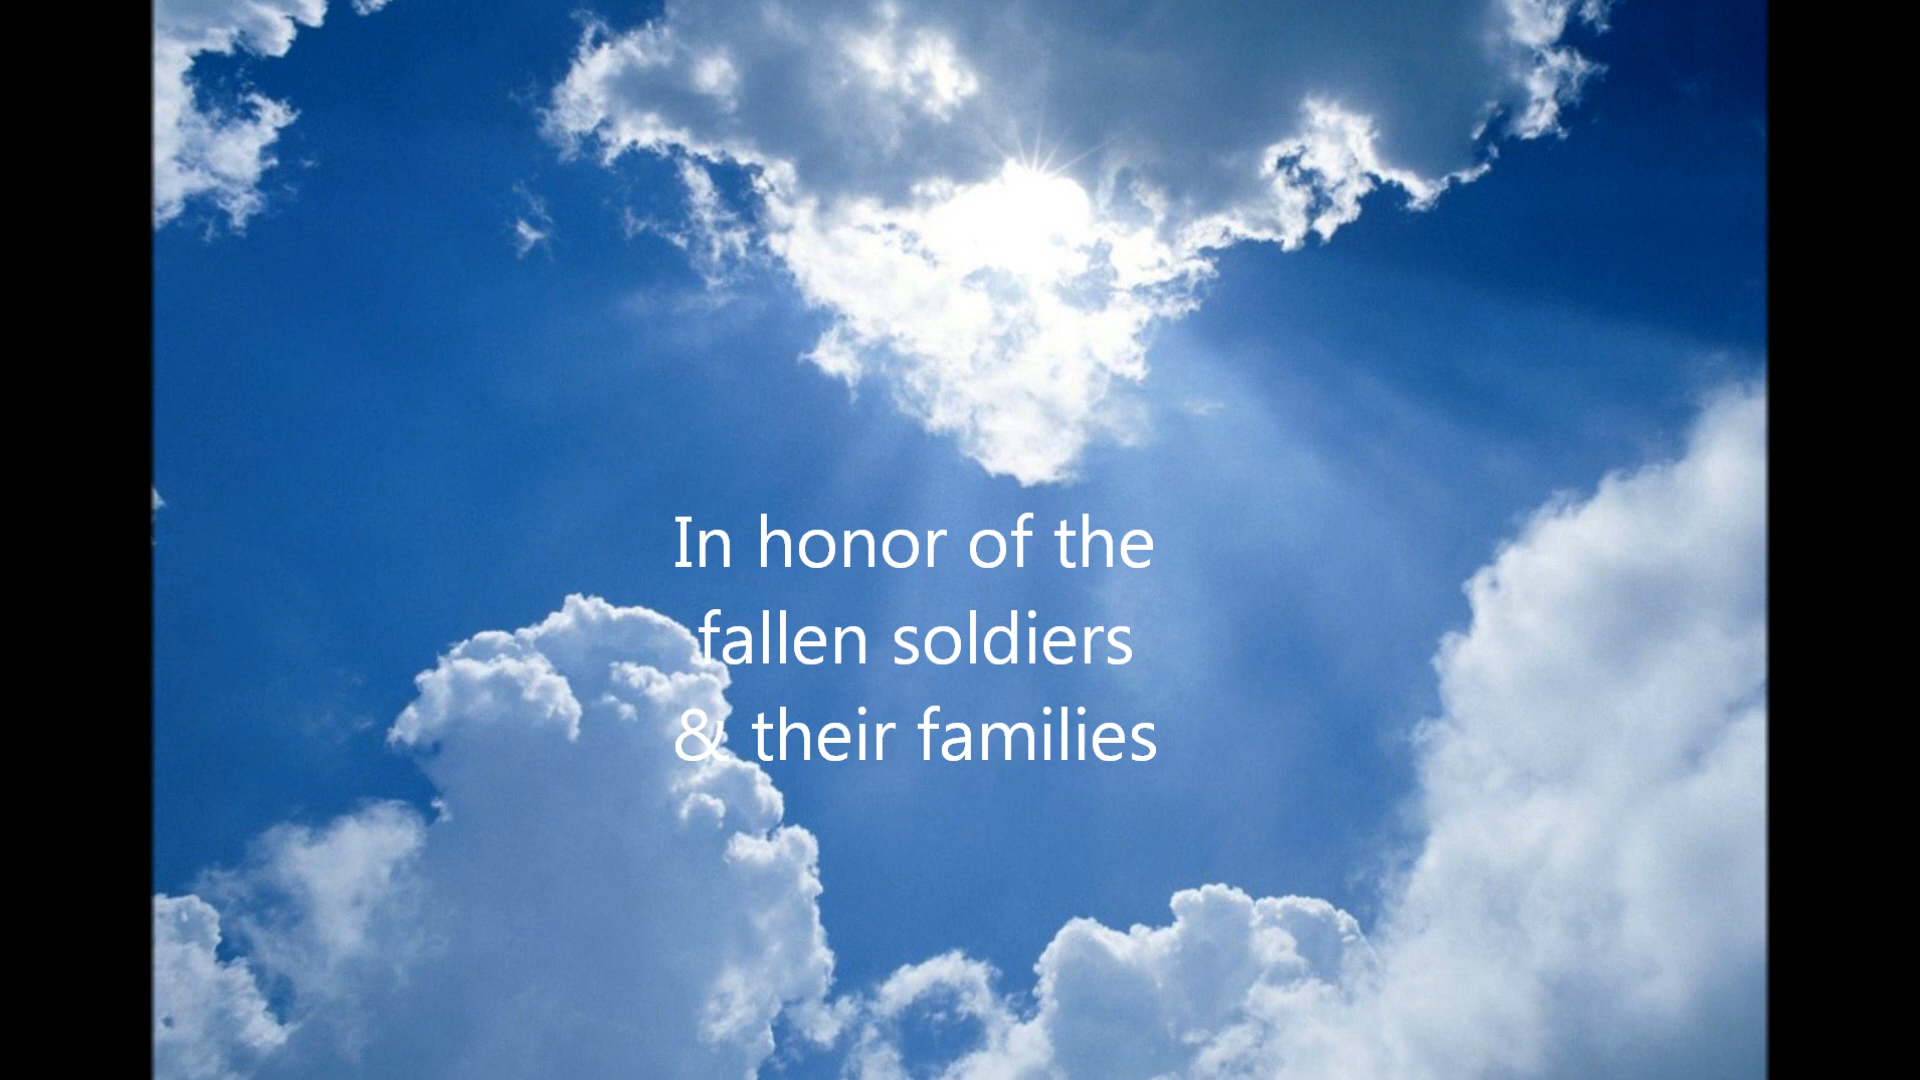 In honor of the
fallen soldiers
& their families